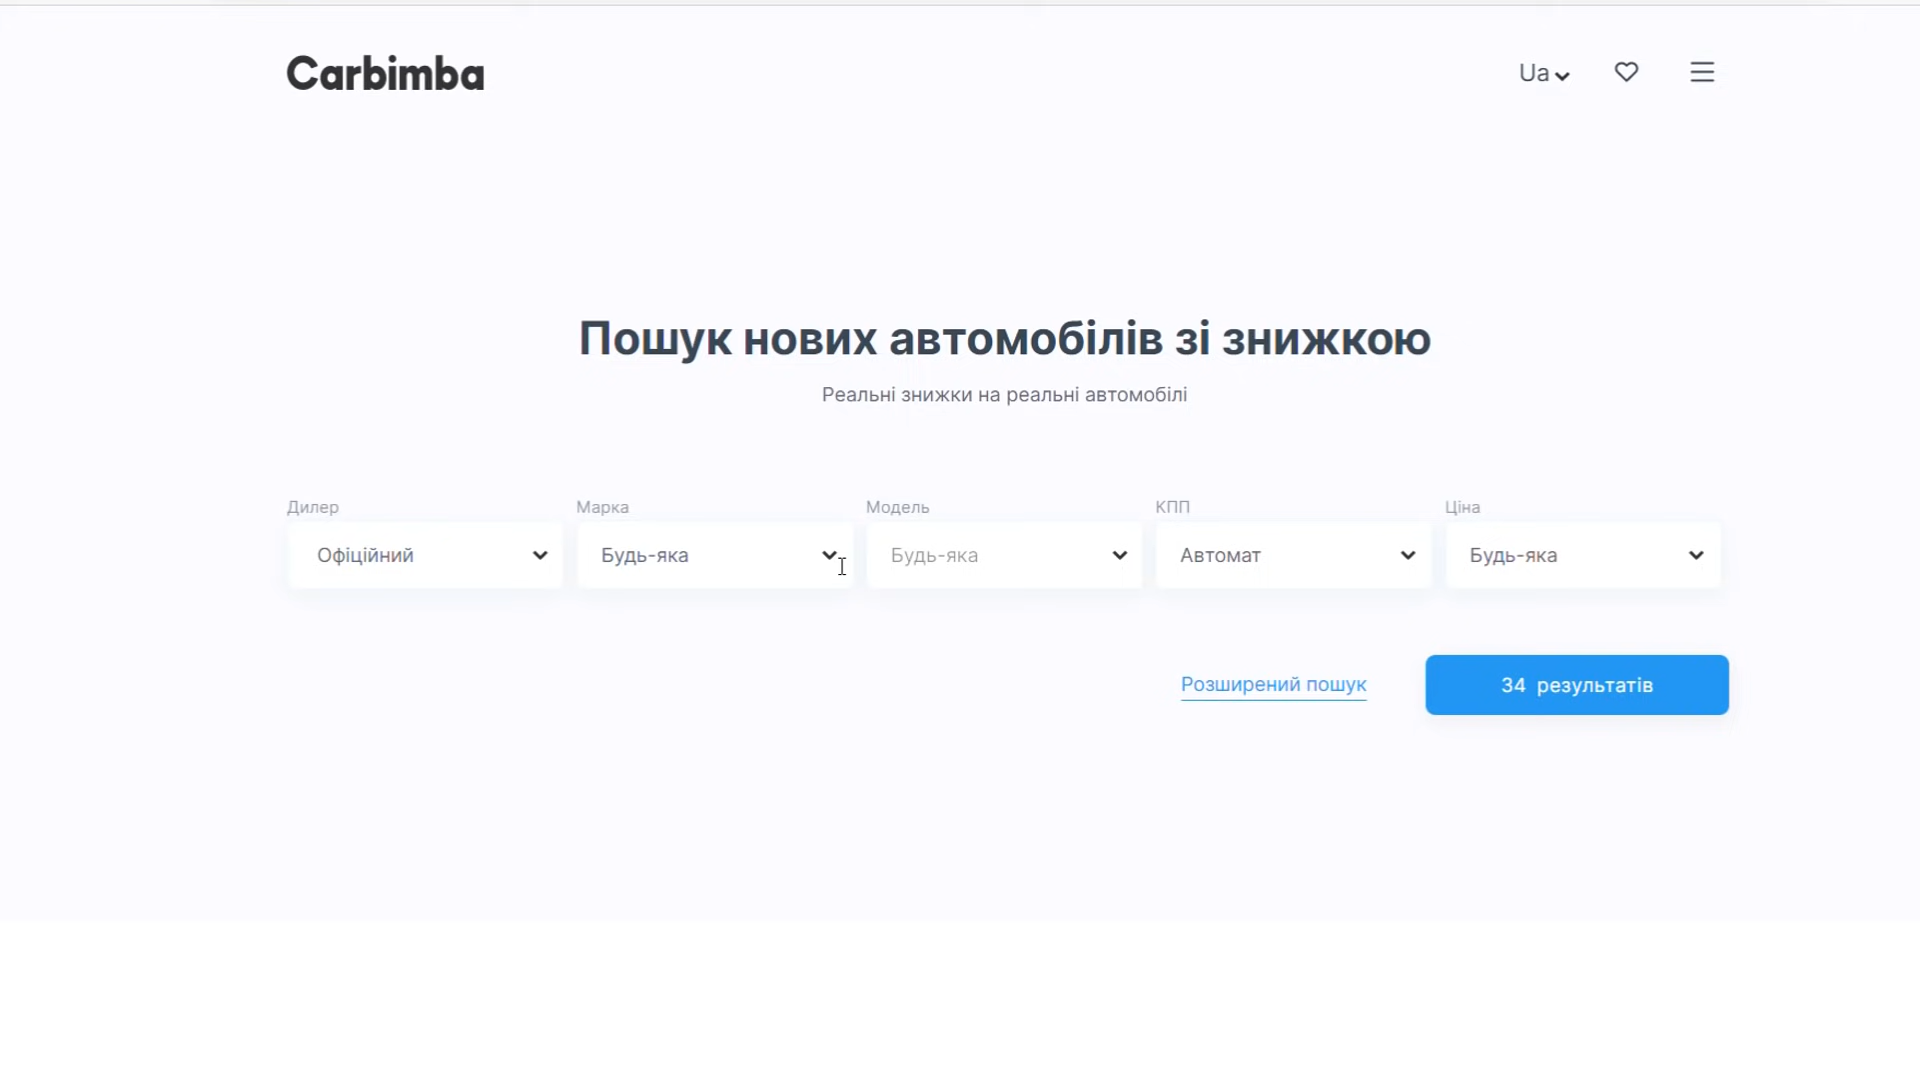 Carbimba
Ua
Пошук нових автомобілів зі знижкою
Реальні знижки на реальні автомобілі
Дилер
Марка
Модель
КПП
Ціна
Офіційний
Будь-яка
Будь-яка
Автомат
Будь-яка
Розширений пошук
34 результатів